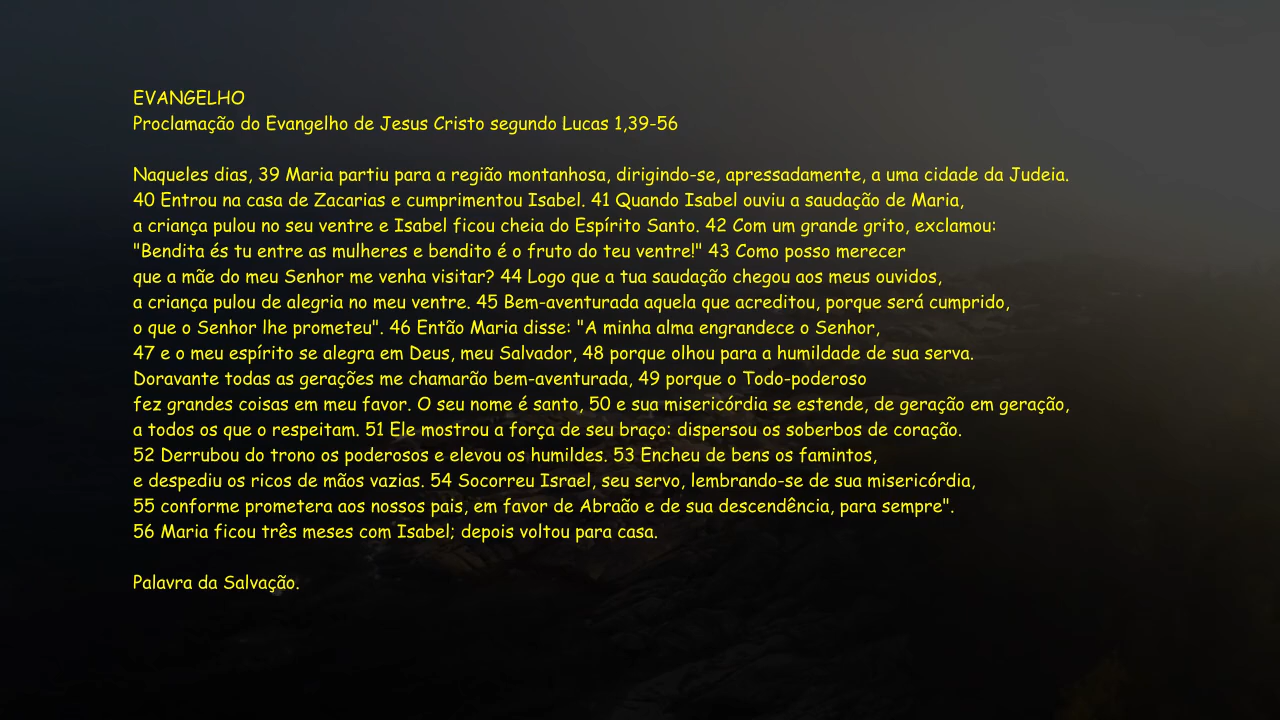 EVANGELHO
Proclamação do Evangelho de Jesus Cristo segundo Lucas 1,39-56
Naqueles dias, 39 Maria partiu para a região montanhosa, dirigindo-se, apressadamente, a uma cidade da Judeia.
40 Entrou na casa de Zacarias e cumprimentou Isabel. 41 Quando Isabel ouviu a saudação de Maria,
a criança pulou no seu ventre e Isabel ficou cheia do Espírito Santo. 42 Com um grande grito, exclamou:
"Bendita és tu entre as mulheres e bendito é o fruto do teu ventre!" 43 Como posso merecer
que a mãe do meu Senhor me venha visitar? 44 Logo que a tua saudação chegou aos meus ouvidos,
a criança pulou de alegria no meu ventre. 45 Bem-aventurada aquela que acreditou, porque será cumprido,
o que o Senhor lhe prometeu". 46 Então Maria disse: "A minha alma engrandece o Senhor,
47 e o meu espírito se alegra em Deus, meu Salvador, 48 porque olhou para a humildade de sua serva.
Doravante todas as gerações me chamarão bem-aventurada, 49 porque o Todo-poderoso
fez grandes coisas em meu favor. O seu nome é santo, 50 e sua misericórdia se estende, de geração em geração,
a todos os que o respeitam. 51 Ele mostrou a força de seu braço: dispersou os soberbos de coração.
52 Derrubou do trono os poderosos e elevou os humildes. 53 Encheu de bens os famintos,
e despediu os ricos de mãos vazias. 54 Socorreu Israel, seu servo, lembrando-se de sua misericórdia,
55 conforme prometera aos nossos pais, em favor de Abraão e de sua descendência, para sempre".
56 Maria ficou três meses com Isabel; depois voltou para casa.
Palavra da Salvação.